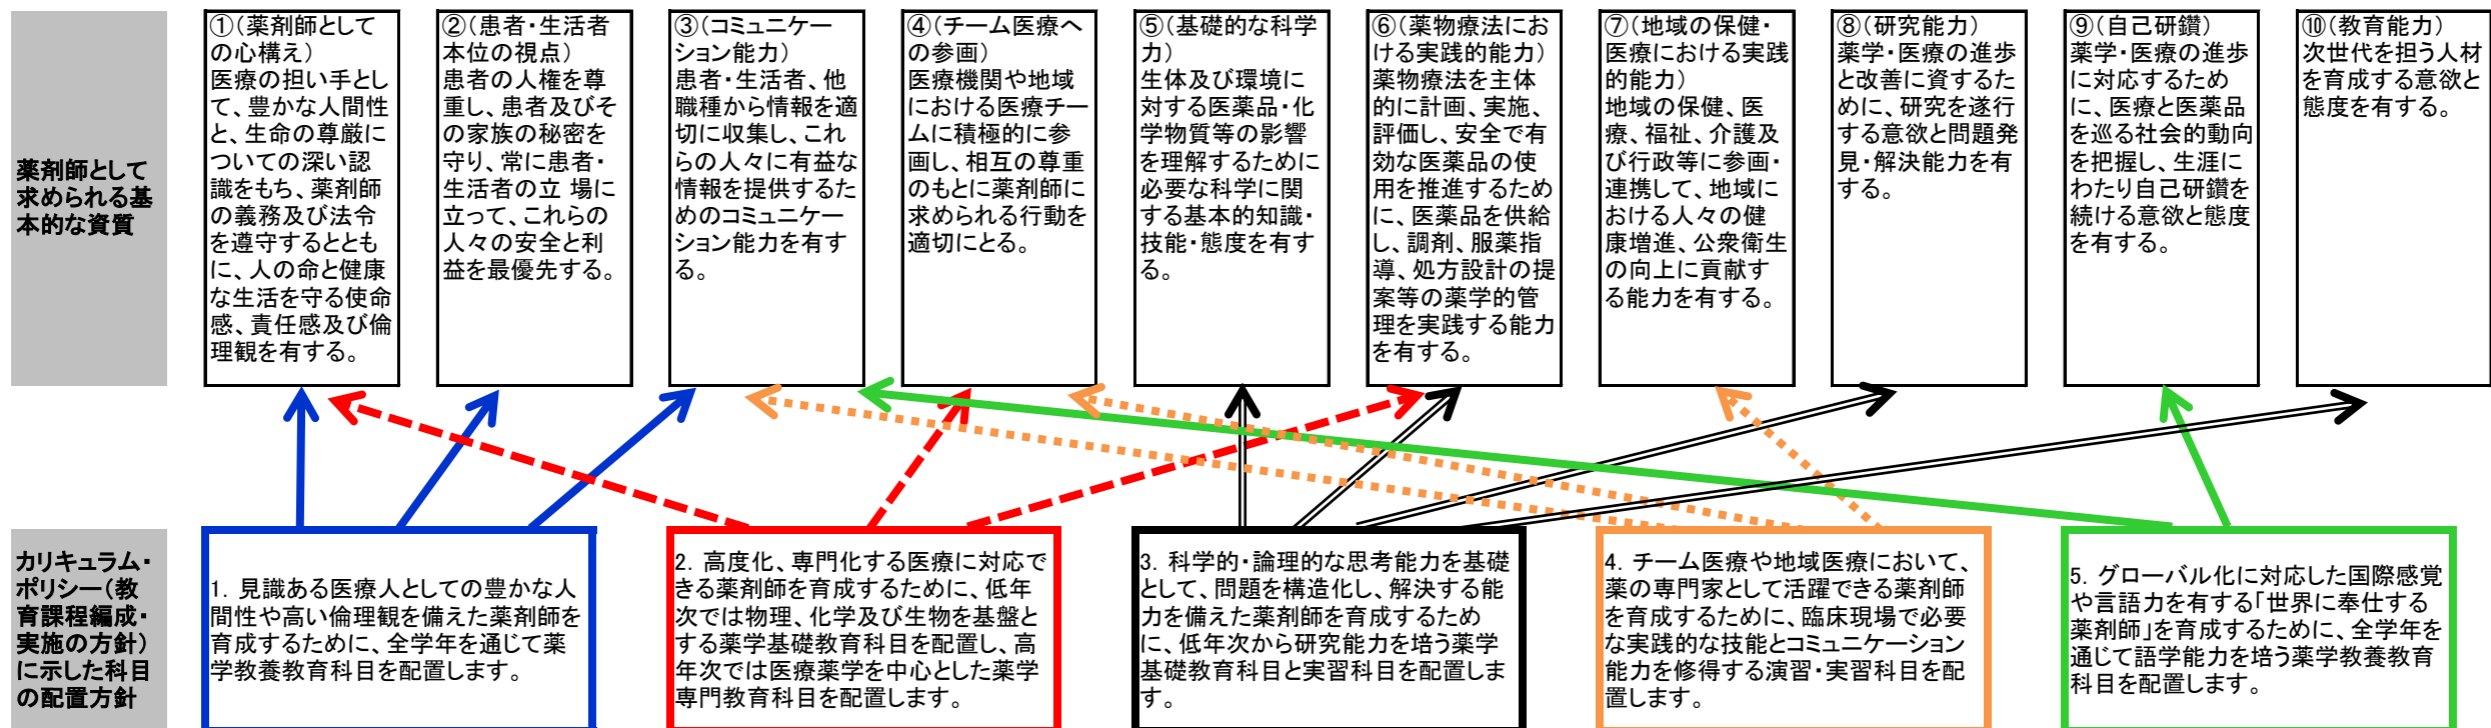 薬剤師として
求められる基
本的な資質
①(薬剤師として
の心構え)
医療の担い手とし
て、豊かな人間性
と、生命の尊厳に
ついての深い認
識をもち、薬剤師
の義務及び法令
を遵守するととも
に、人の命と健康
な生活を守る使命
感、責任感及び倫
理観を有する。
②(患者・生活者
本位の視点)
患者の人権を尊
重し、患者及びそ
の家族の秘密を
守り、常に患者・
生活者の立 場に
立って、これらの
人々の安全と利
益を最優先する。
③(コミュニケー
ション能力)
患者・生活者、他
職種から情報を適
切に収集し、これ
らの人々に有益な
情報を提供するた
めのコミュニケー
ション能力を有す
る。
④(チーム医療へ
の参画)
医療機関や地域
における医療チー
ムに積極的に参
画し、相互の尊重
のもとに薬剤師に
求められる行動を
適切にとる。
⑤(基礎的な科学
力)
生体及び環境に
対する医薬品・化
学物質等の影響
を理解するために
必要な科学に関
する基本的知識・
技能・態度を有す
る。
⑥(薬物療法にお
ける実践的能力)
薬物療法を主体
的に計画、実施、
評価し、安全で有
効な医薬品の使
用を推進するため
に、医薬品を供給
し、調剤、服薬指
導、処方設計の提
案等の薬学的管
理を実践する能力
を有する。
⑦(地域の保健・
医療における実践
的能力)
地域の保健、医
療、福祉、介護及
び行政等に参画・
連携して、地域に
おける人々の健
康増進、公衆衛生
の向上に貢献す
る能力を有する。
⑧(研究能力)
薬学・医療の進歩
と改善に資するた
めに、研究を遂行
する意欲と問題発
見・解決能力を有
する。
⑨(自己研鑽)
薬学・医療の進歩
に対応するため
に、医療と医薬品
を巡る社会的動向
を把握し、生涯に
わたり自己研鑽を
続ける意欲と態度
を有する。
⑩(教育能力)
次世代を担う人材
を育成する意欲と
態度を有する。
カリキュラム・
ポリシー(教
育課程編成・
実施の方針)
に示した科目
の配置方針
1. 見識ある医療人としての豊かな人
間性や高い倫理観を備えた薬剤師を
育成するために、全学年を通じて薬
学教養教育科目を配置します。
2. 高度化、専門化する医療に対応で
きる薬剤師を育成するために、低年
次では物理、化学及び生物を基盤と
する薬学基礎教育科目を配置し、高
年次では医療薬学を中心とした薬学
専門教育科目を配置します。
3. 科学的・論理的な思考能力を基礎
として、問題を構造化し、解決する能
力を備えた薬剤師を育成するため
に、低年次から研究能力を培う薬学
基礎教育科目と実習科目を配置しま
す。
4. チーム医療や地域医療において、
薬の専門家として活躍できる薬剤師
を育成するために、臨床現場で必要
な実践的な技能とコミュニケーション
能力を修得する演習・実習科目を配
置します。
5. グローバル化に対応した国際感覚
や言語力を有する「世界に奉仕する
薬剤師」を育成するために、全学年を
通じて語学能力を培う薬学教養教育
科目を配置します。